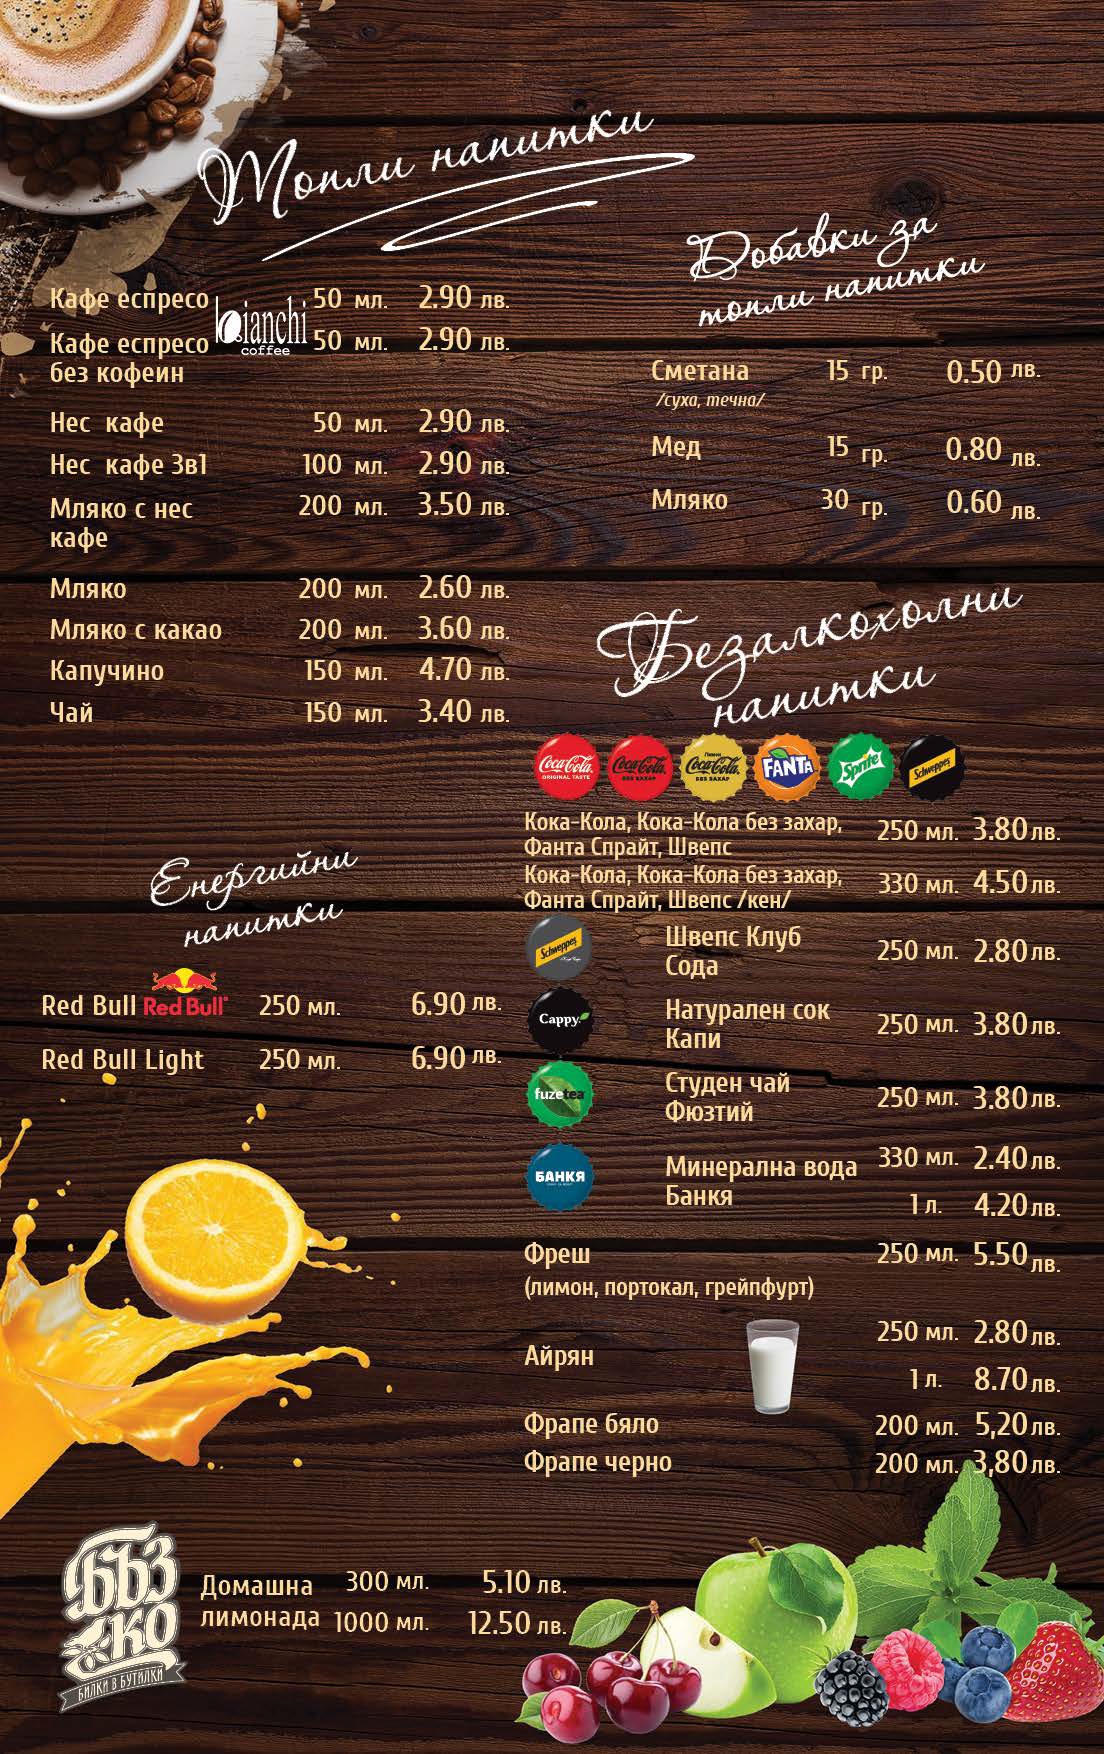 Топли напитки
Кафе еспресо 50 мл. 2.90 лв.
bianchi
coffee
Кафе еспресо 50 мл. 2.90 лв.
без кофеин
Нес кафе 50 мл. 2.90 лв.
Нес кафе 3в1 100 мл. 2.90 лв.
Мляко с нес 200 мл. 3.50 лв.
кафе
Мляко 200 мл. 2.60 лв.
Мляко с какао 200 мл. 3.60 лв.
Капучино 150 мл. 4.70 лв.
Чай 150 мл. 3.40 лв.
Добавки за
топли напитки
Сметана 15 гр. 0.50 лв.
/суха, течна/
Мед 15 гр. 0.80 лв.
Мляко 30 гр. 0.60 лв.
Енергийни
напитки
Red Bull Red Bull 250 мл. 6.90 лв.
Red Bull Light 250 мл. 6.90 лв.
Безалкохолни
напитки
Coca-Cola ORIGINAL TASTE
Coca-Cola БЕЗ ЗАХАР
Coca-Cola БЕЗ ЗАХАР
FANTA
Sprite
Schweppes
Кока-Кола, Кока-Кола без захар, 250 мл. 3.80 лв.
Фанта Спрайт, Швепс
Кока-Кола, Кока-Кола без захар, 330 мл. 4.50 лв.
Фанта Спрайт, Швепс /кен/
Schweppes
Швепс Клуб 250 мл. 2.80 лв.
Сода
Cappy
Натурален сок 250 мл. 3.80 лв.
Капи
fuzetea
Студен чай 250 мл. 3.80 лв.
Фюзтий
БАНКЯ
Минерална вода 330 мл. 2.40 лв.
Банкя 1 л. 4.20 лв.
Фреш 250 мл. 5.50 лв.
(лимон, портокал, грейпфурт)
Айрян 250 мл. 2.80 лв.
1 л. 8.70 лв.
Фрапе бяло 200 мл. 5,20 лв.
Фрапе черно 200 мл. 3,80 лв.
БЪЗ
КО
БИЛКИ В БУТИЛКИ
Домашна 300 мл. 5.10 лв.
лимонада 1000 мл. 12.50 лв.